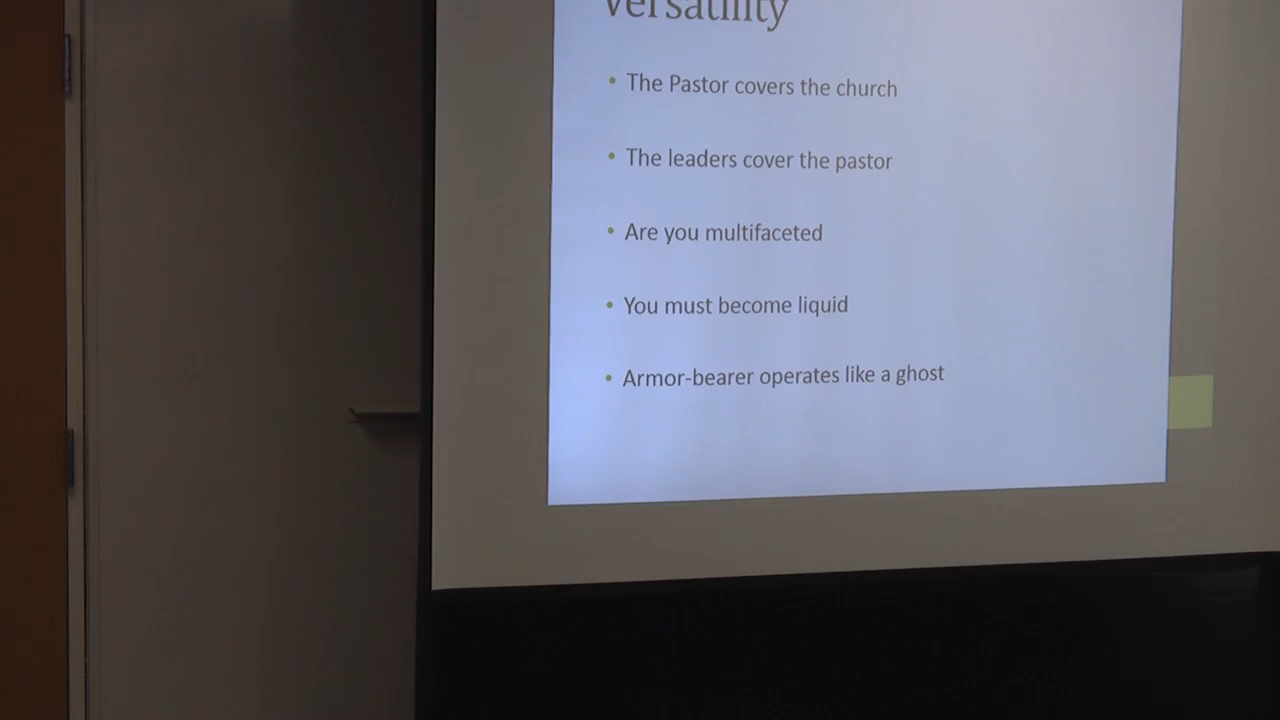 Versatility
• The Pastor covers the church
• The leaders cover the pastor
• Are you multifaceted
• You must become liquid
• Armor-bearer operates like a ghost